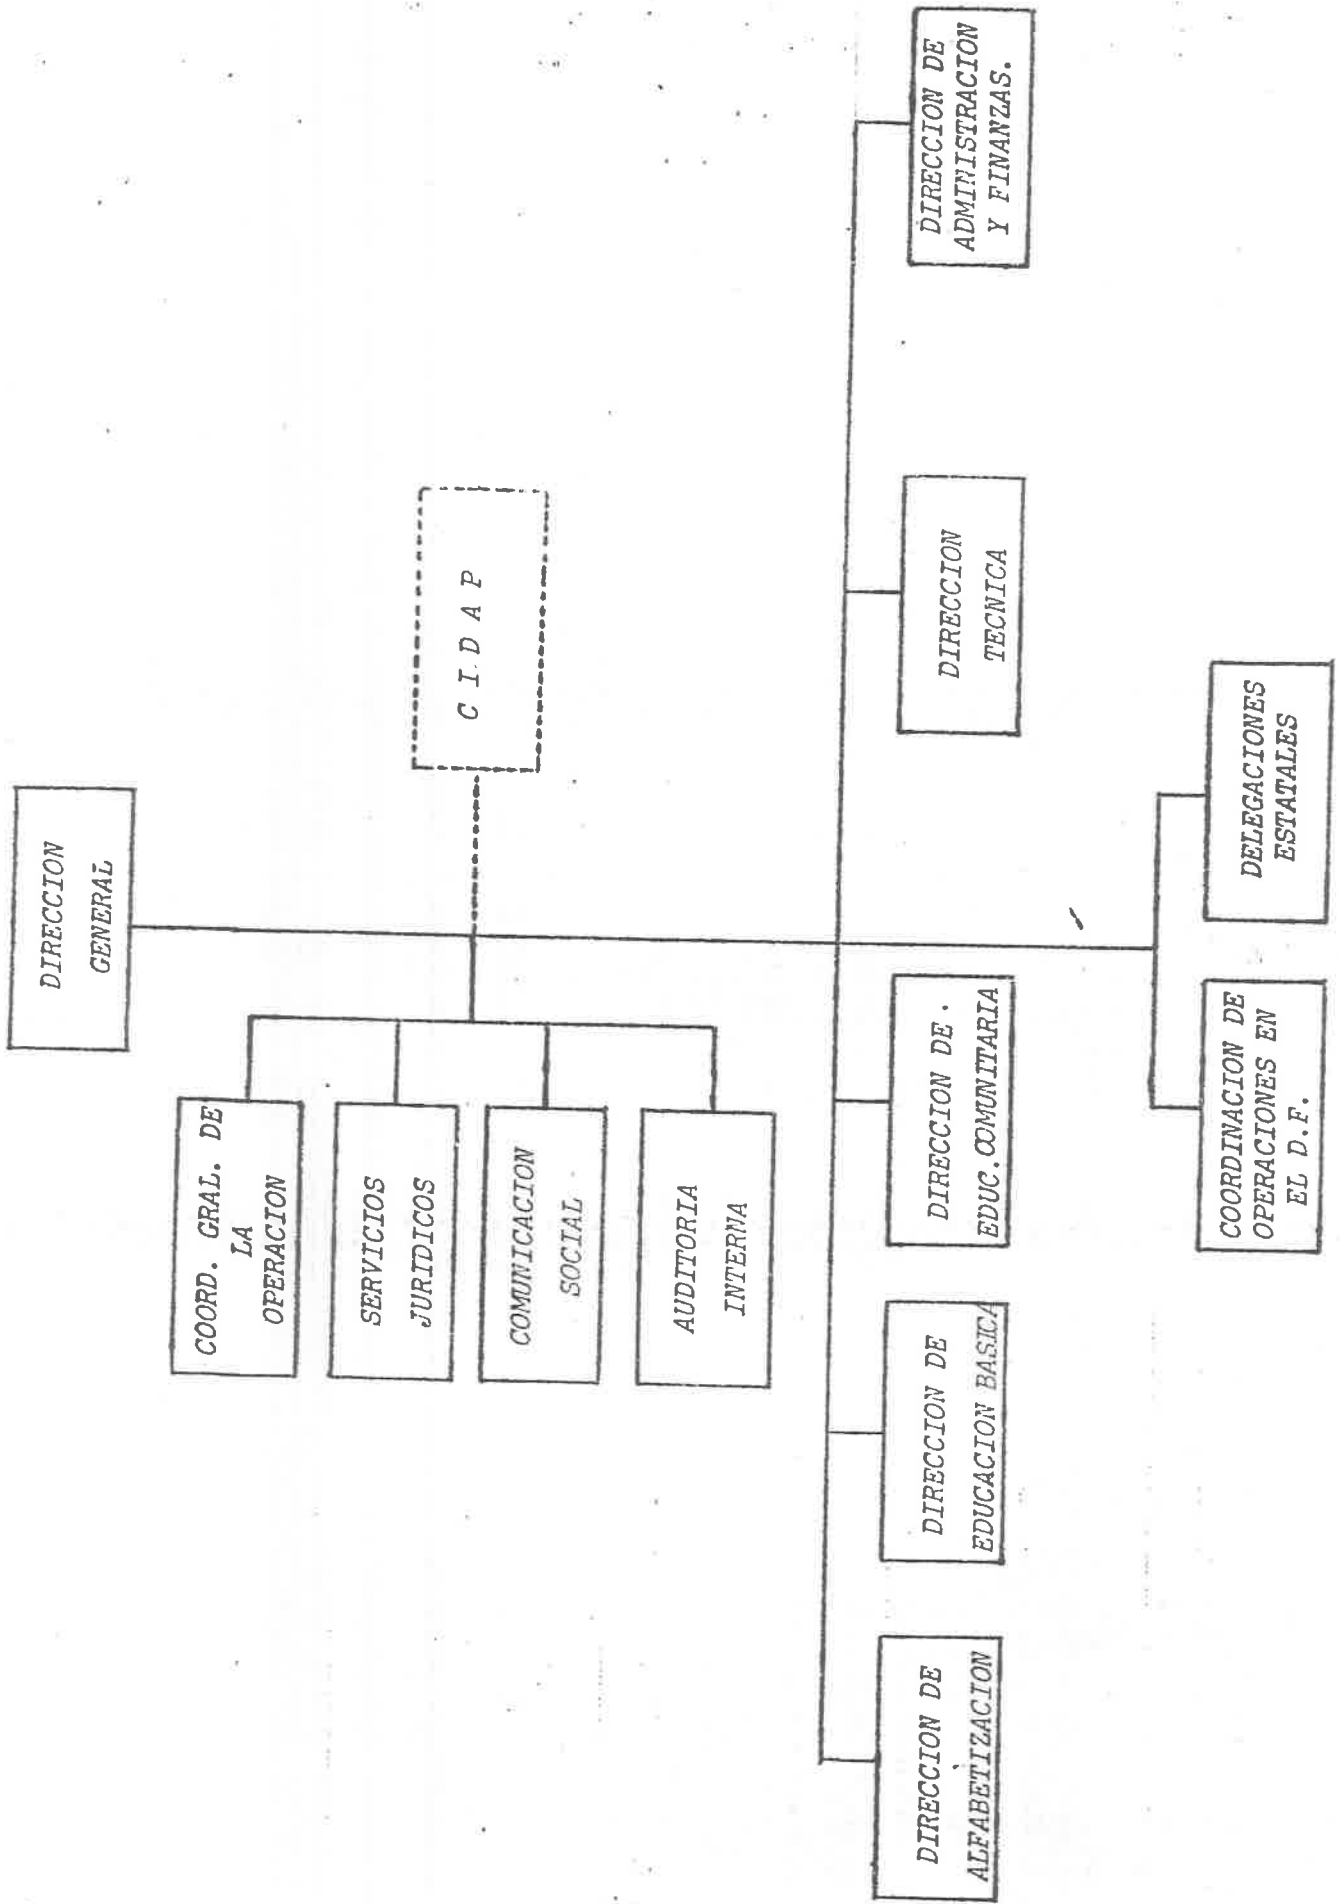 DIRECCION
GENERAL
C I D A P
COORD. GRAL. DE
LA
OPERACION
SERVICIOS
JURIDICOS
COMUNICACION
SOCIAL
AUDITORIA
INTERNA
DIRECCION DE
ALFABETIZACION
DIRECCION DE
EDUCACION BASICA
DIRECCION DE
EDUC. COMUNITARIA
DIRECCION
TECNICA
DIRECCION DE
ADMINISTRACION
Y FINANZAS.
COORDINACION DE
OPERACIONES EN
EL D.F.
DELEGACIONES
ESTATALES